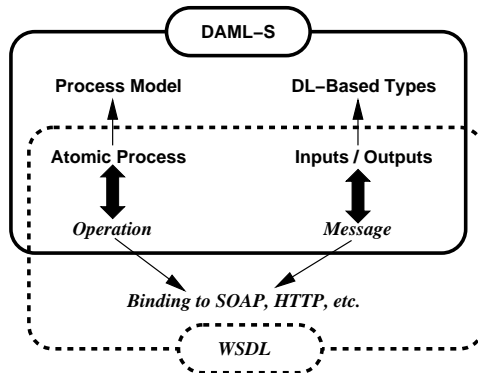 DAML–S
Process Model
DL–Based Types
Atomic Process
Inputs / Outputs
Operation
Message
Binding to SOAP, HTTP, etc.
WSDL